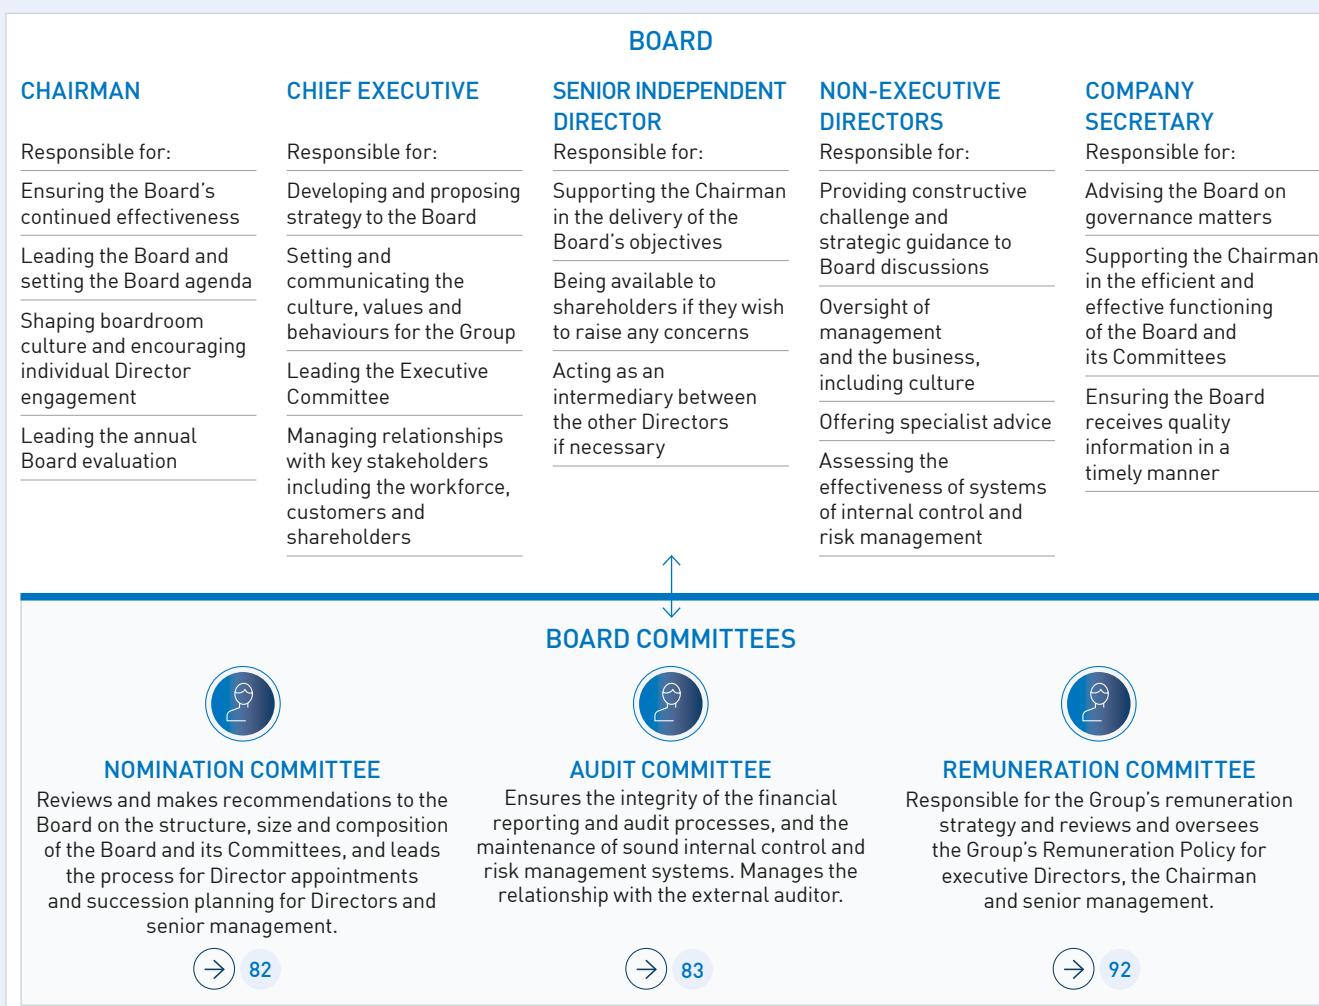 BOARD
CHAIRMAN
Responsible for:
Ensuring the Board’s
continued effectiveness
Leading the Board and
setting the Board agenda
Shaping boardroom
culture and encouraging
individual Director
engagement
Leading the annual
Board evaluation
CHIEF EXECUTIVE
Responsible for:
Developing and proposing
strategy to the Board
Setting and
communicating the
culture, values and
behaviours for the Group
Leading the Executive
Committee
Managing relationships
with key stakeholders
including the workforce,
customers and
shareholders
SENIOR INDEPENDENT
DIRECTOR
Responsible for:
Supporting the Chairman
in the delivery of the
Board’s objectives
Being available to
shareholders if they wish
to raise any concerns
Acting as an
intermediary between
the other Directors
if necessary
NON-EXECUTIVE
DIRECTORS
Responsible for:
Providing constructive
challenge and
strategic guidance to
Board discussions
Oversight of
management
and the business,
including culture
Offering specialist advice
Assessing the
effectiveness of systems
of internal control and
risk management
COMPANY
SECRETARY
Responsible for:
Advising the Board on
governance matters
Supporting the Chairman
in the efficient and
effective functioning
of the Board and
its Committees
Ensuring the Board
receives quality
information in a
timely manner
BOARD COMMITTEES
NOMINATION COMMITTEE
Reviews and makes recommendations to the
Board on the structure, size and composition
of the Board and its Committees, and leads
the process for Director appointments
and succession planning for Directors and
senior management.
82
AUDIT COMMITTEE
Ensures the integrity of the financial
reporting and audit processes, and the
maintenance of sound internal control and
risk management systems. Manages the
relationship with the external auditor.
83
REMUNERATION COMMITTEE
Responsible for the Group’s remuneration
strategy and reviews and oversees
the Group’s Remuneration Policy for
executive Directors, the Chairman
and senior management.
92